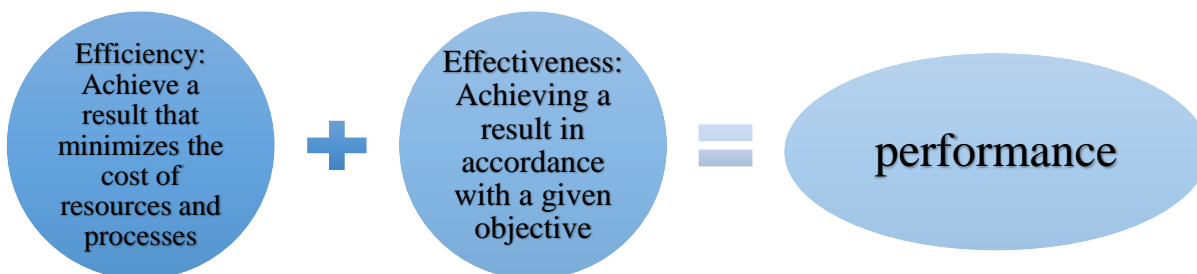 Efficiency:
Achieve a
result that
minimizes the
cost of
resources and
processes
Effectiveness:
Achieving a
result in
accordance
with a given
objective
performance